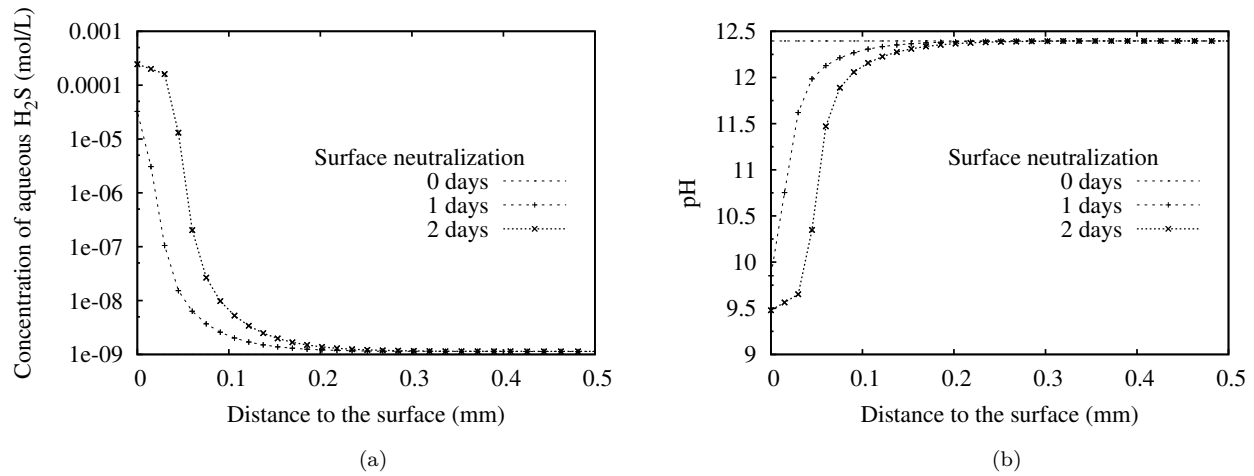 Concentration of aqueous H₂S (mol/L)
0.001
0.0001
1e-05
1e-06
1e-07
1e-08
1e-09
Surface neutralization
0 days
1 days
2 days
0 0.1 0.2 0.3 0.4 0.5
Distance to the surface (mm)
(a)
pH
12.5
12
11.5
11
10.5
10
9.5
9
Surface neutralization
0 days
1 days
2 days
0 0.1 0.2 0.3 0.4 0.5
Distance to the surface (mm)
(b)